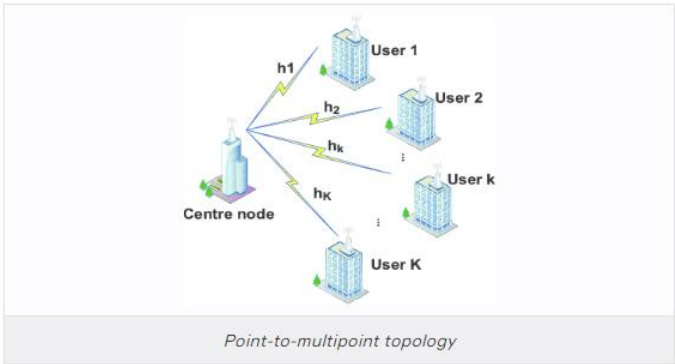 User 1
h1
User 2
h2
hk
⋮
User k
hK
Centre node
⋮
User K
Point-to-multipoint topology